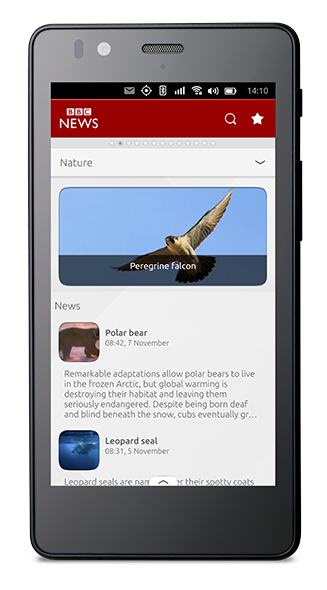 14:10
BBC
NEWS
Nature
Peregrine falcon
News
Polar bear
08:42, 7 November
Remarkable adaptations allow polar bears to live
in the frozen Arctic, but global warming is
destroying their habitat and leaving them
seriously endangered. Despite being born deaf
and blind beneath the snow, cubs eventually gr...
Leopard seal
08:31, 5 November
Leopard seals are nam er their spotty coats